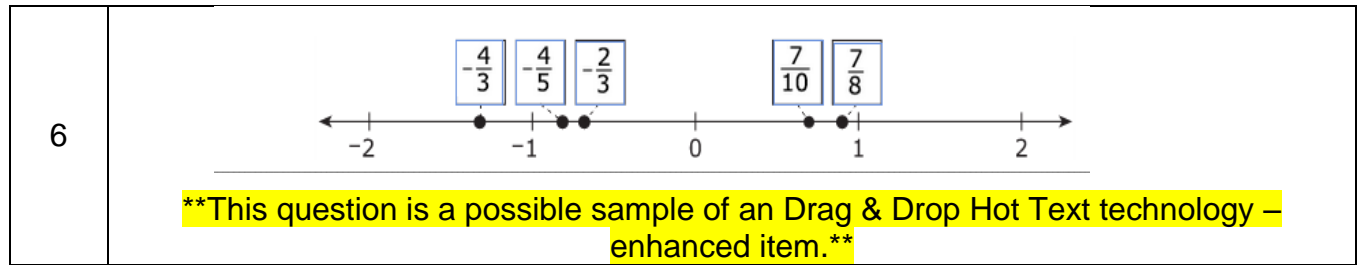 6
-4/3 -4/5 -2/3 7/10 7/8
−2 −1 0 1 2
**This question is a possible sample of an Drag & Drop Hot Text technology –
enhanced item.**